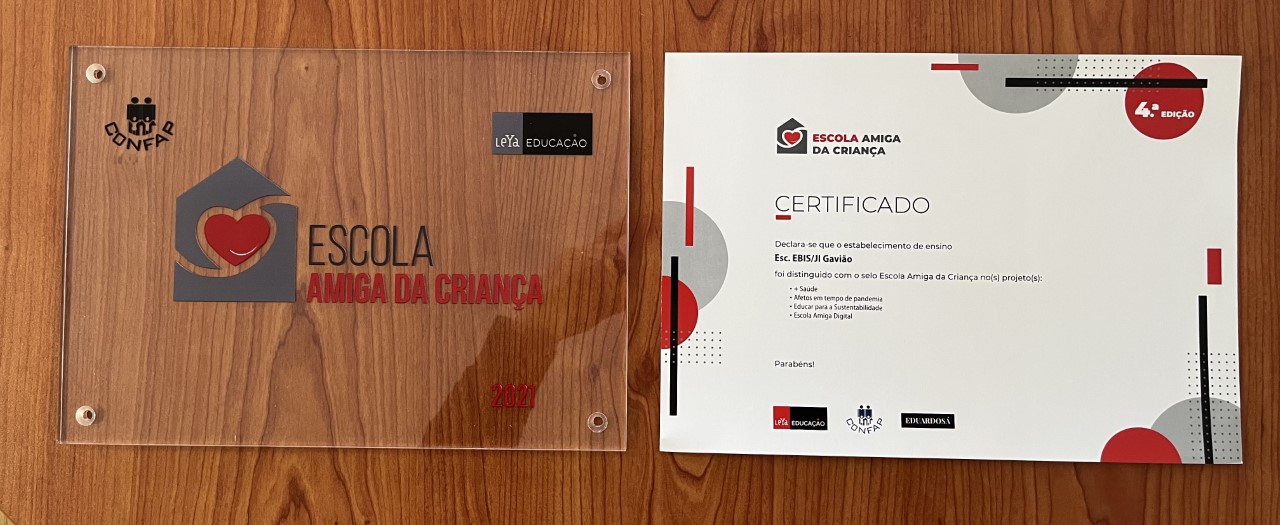 CONFAP
LeYa EDUCAÇÃO
ESCOLA
AMIGA DA CRIANÇA
2021
4.ª EDIÇÃO
ESCOLA AMIGA
DA CRIANÇA
CERTIFICADO
Declara-se que o estabelecimento de ensino
Esc. EBIS/JI Gavião
foi distinguido com o selo Escola Amiga da Criança no(s) projeto(s):
• + Saúde
• Afetos em tempo de pandemia
• Educar para a Sustentabilidade
• Escola Amiga Digital
Parabéns!
LeYa EDUCAÇÃO
CONFAP
EDUARDOSÁ